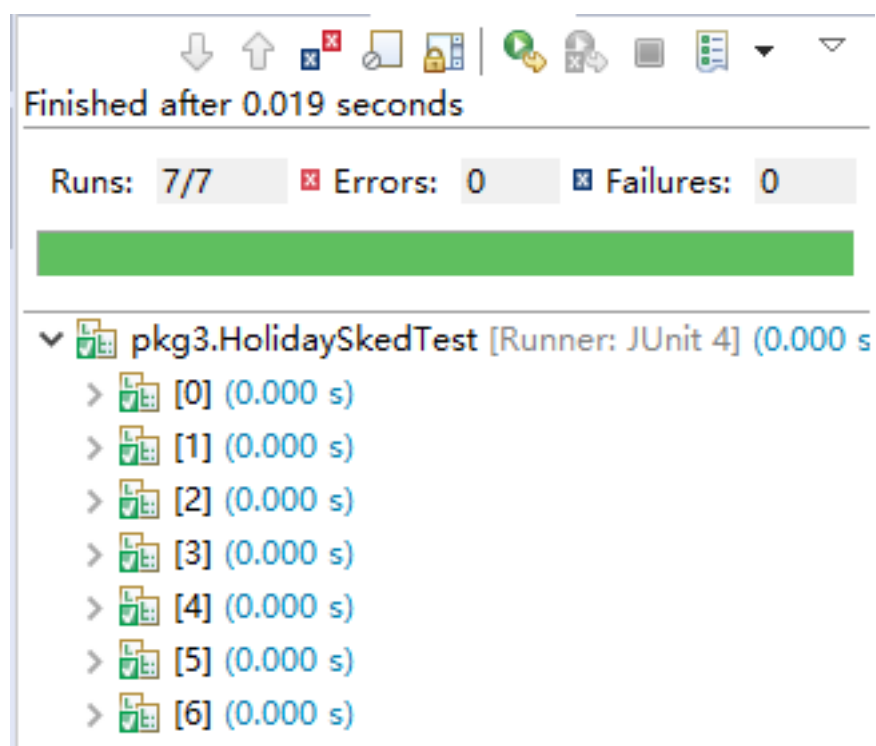 Finished after 0.019 seconds
Runs: 7/7 Errors: 0 Failures: 0
pkg3.HolidaySkedTest [Runner: JUnit 4] (0.000 s
[0] (0.000 s)
[1] (0.000 s)
[2] (0.000 s)
[3] (0.000 s)
[4] (0.000 s)
[5] (0.000 s)
[6] (0.000 s)